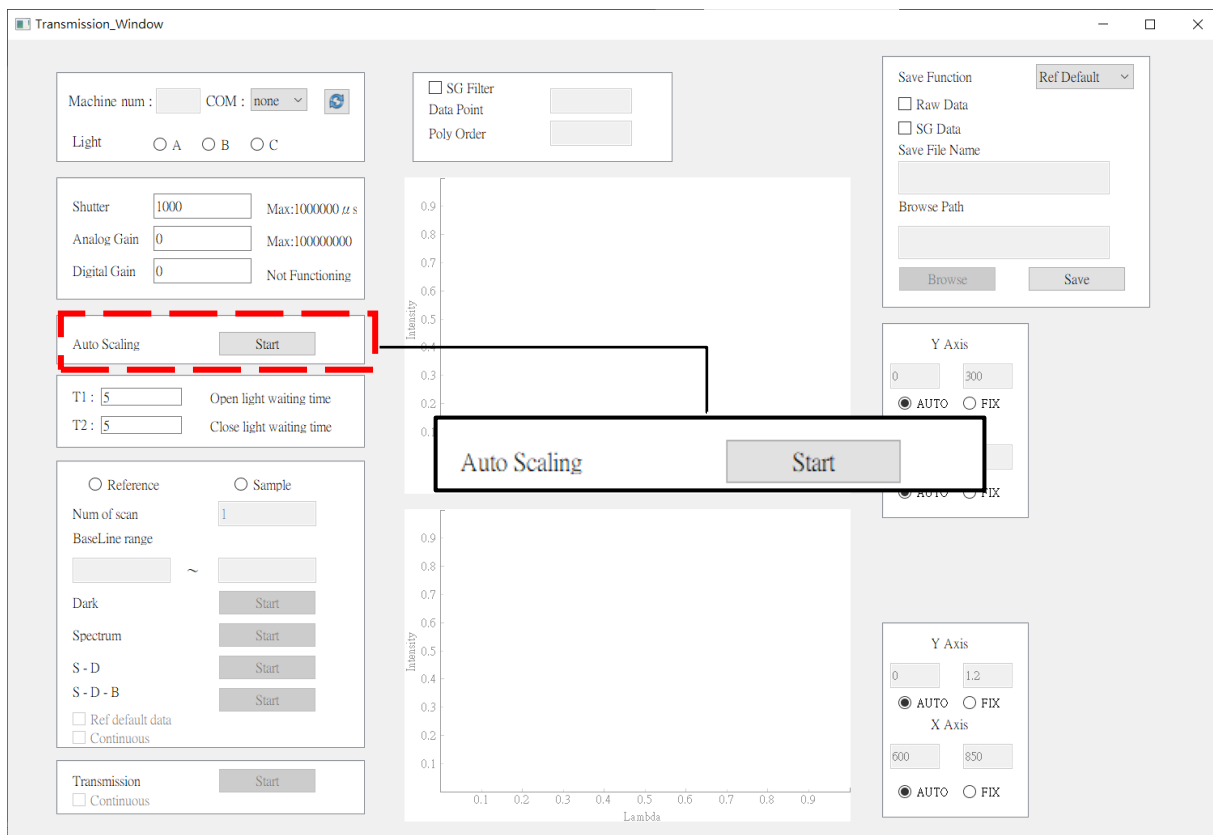 Transmission_Window
Machine num : COM : none
Light A B C
Shutter 1000 Max:1000000 μ s
Analog Gain 0 Max:100000000
Digital Gain 0 Not Functioning
Auto Scaling Start
T1 : 5 Open light waiting time
T2 : 5 Close light waiting time
Reference Sample
Num of scan 1
BaseLine range
~
Dark Start
Spectrum Start
S - D Start
S - D - B Start
Ref default data
Continuous
Transmission Start
Continuous
SG Filter
Data Point
Poly Order
0.9
0.8
0.7
0.6
0.5
0.4
0.3
0.2
0.1
Intensity
Auto Scaling Start
0.9
0.8
0.7
0.6
0.5
0.4
0.3
0.2
0.1
Intensity
0.1 0.2 0.3 0.4 0.5 0.6 0.7 0.8 0.9
Lambda
Save Function Ref Default
Raw Data
SG Data
Save File Name
Browse Path
Browse Save
Y Axis
0 300
AUTO FIX
AUTO FIX
Y Axis
0 1.2
AUTO FIX
X Axis
600 850
AUTO FIX